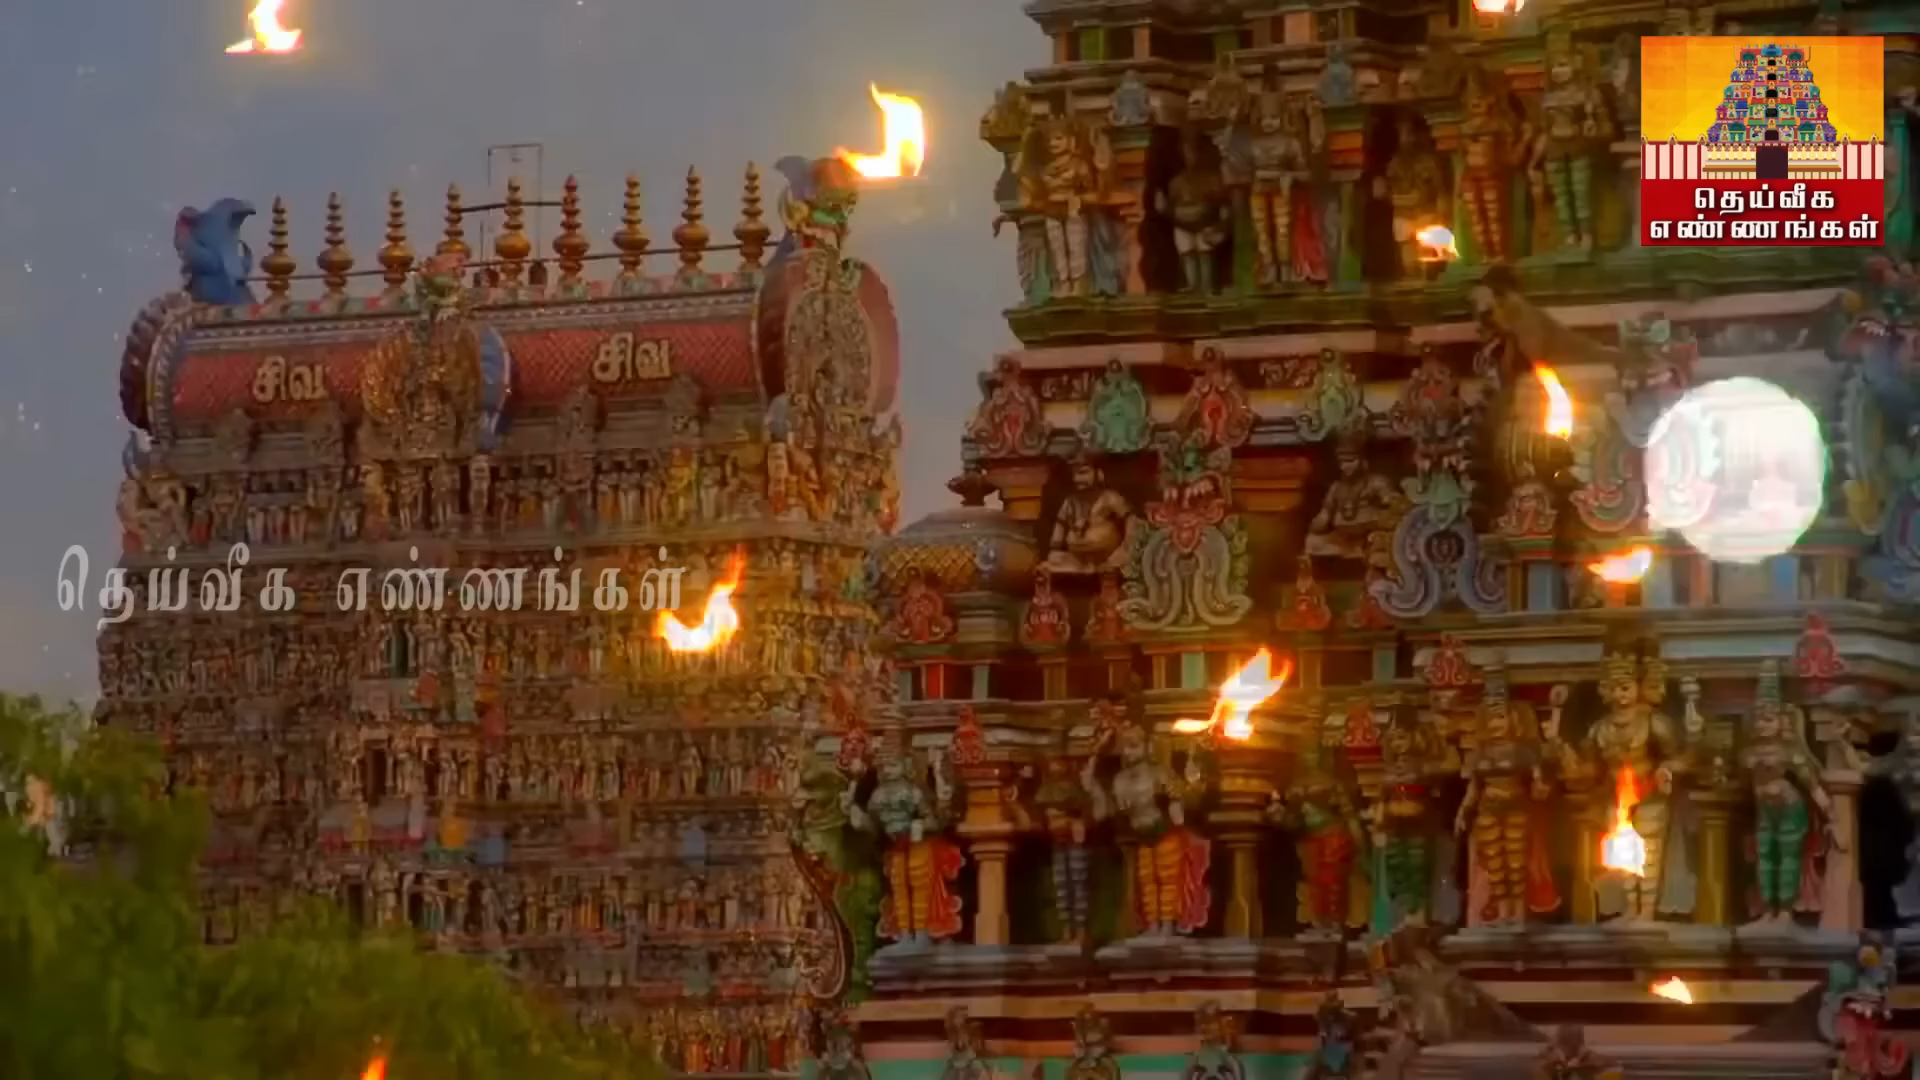 தெய்வீக
எண்ணங்கள்
சிவ சிவ
தெய்வீக எண்ணங்கள்